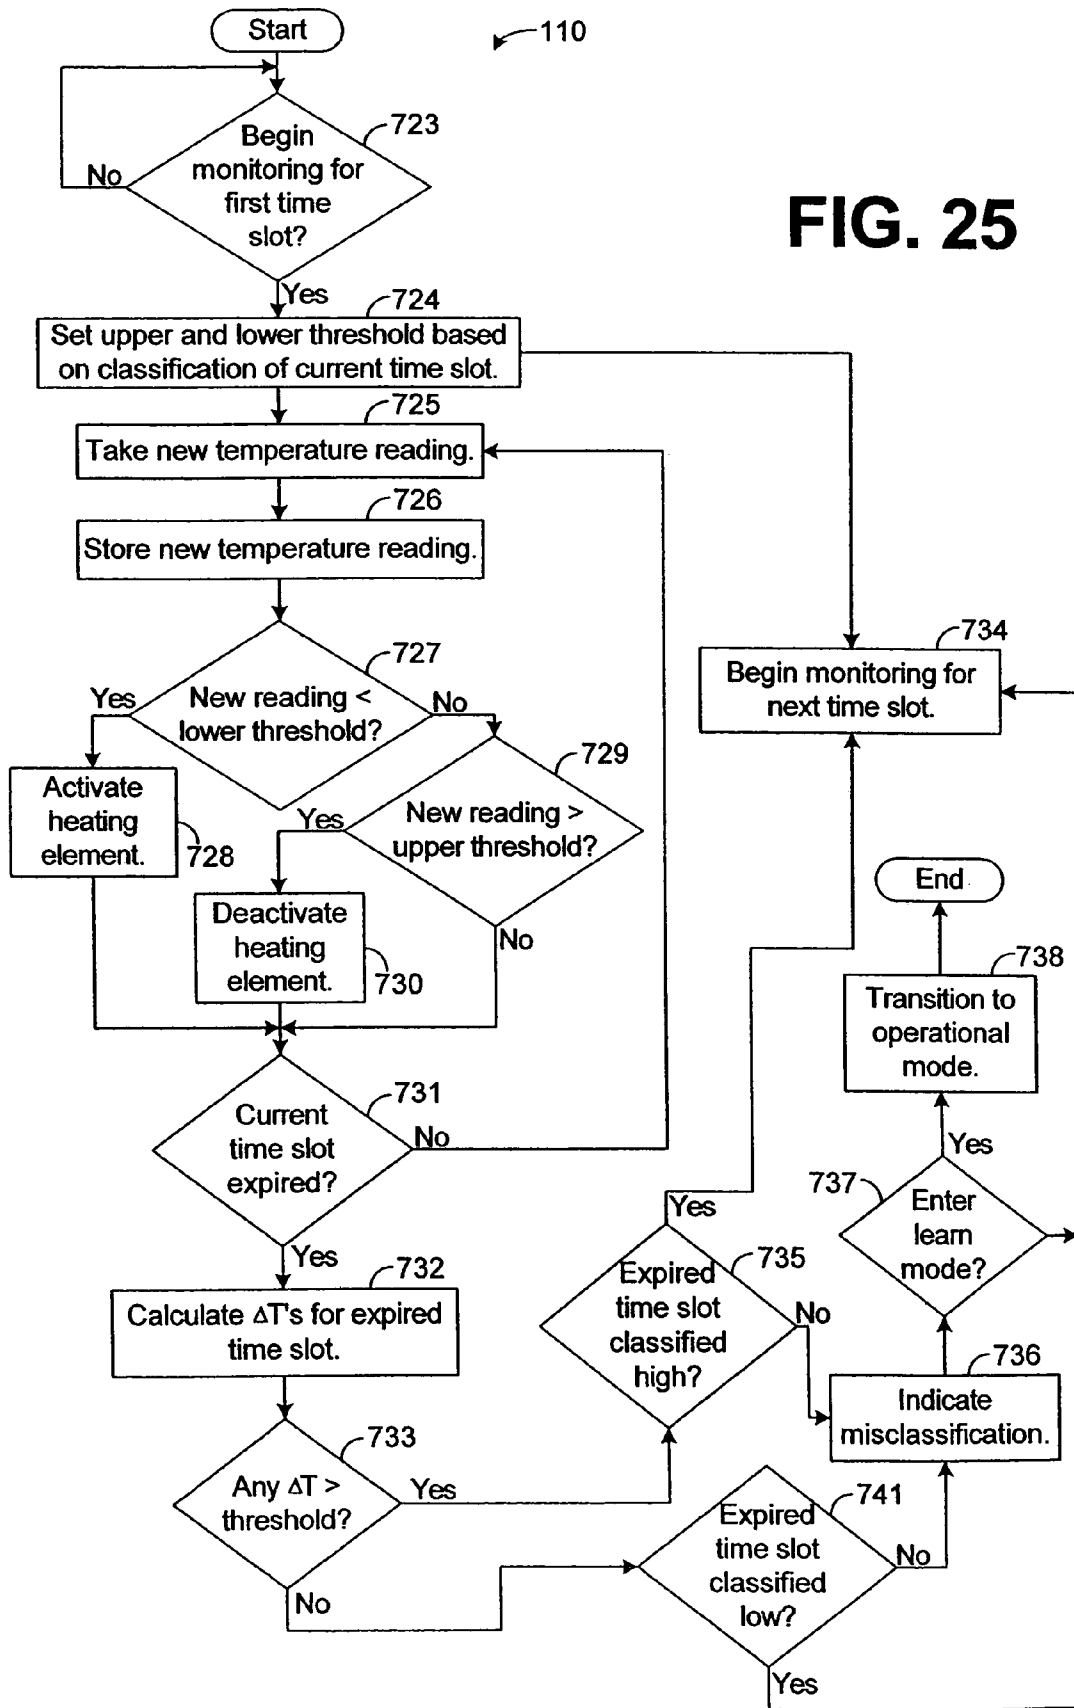 Start
110
Begin
monitoring for
first time
slot?
723
No
Yes
FIG. 25
724
Set upper and lower threshold based
on classification of current time slot.
725
Take new temperature reading.
726
Store new temperature reading.
727
New reading <
lower threshold?
Yes
No
Activate
heating
element.
728
729
New reading >
upper threshold?
Yes
No
Deactivate
heating
element.
730
731
Current
time slot
expired?
No
Yes
732
Calculate ΔT's for expired
time slot.
733
Any ΔT >
threshold?
Yes
No
734
Begin monitoring for
next time slot.
End
738
Transition to
operational
mode.
Yes
737
Enter
learn
mode?
Yes
735
Expired
time slot
classified
high?
No
736
Indicate
misclassification.
741
Expired
time slot
classified
low?
No
Yes